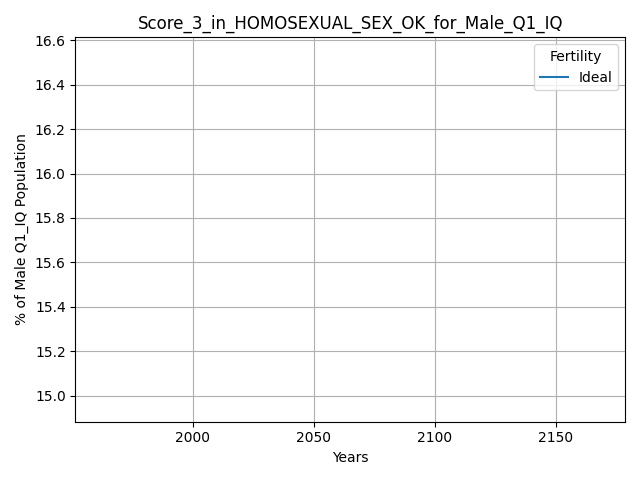 Score_3_in_HOMOSEXUAL_SEX_OK_for_Male_Q1_IQ
16.6
16.4
16.2
16.0
15.8
15.6
15.4
15.2
15.0
% of Male Q1_IQ Population
Fertility
Ideal
2000
2050
2100
2150
Years